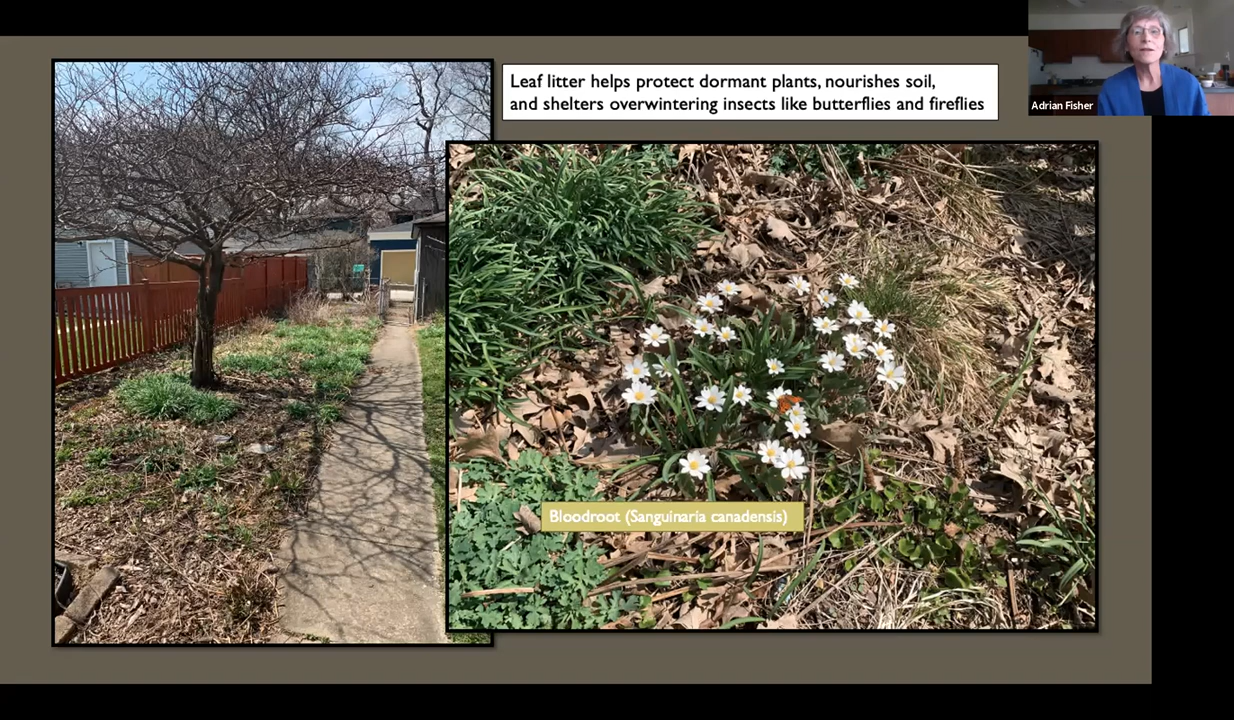 Leaf litter helps protect dormant plants, nourishes soil,
and shelters overwintering insects like butterflies and fireflies
Adrian Fisher
Bloodroot (Sanguinaria canadensis)